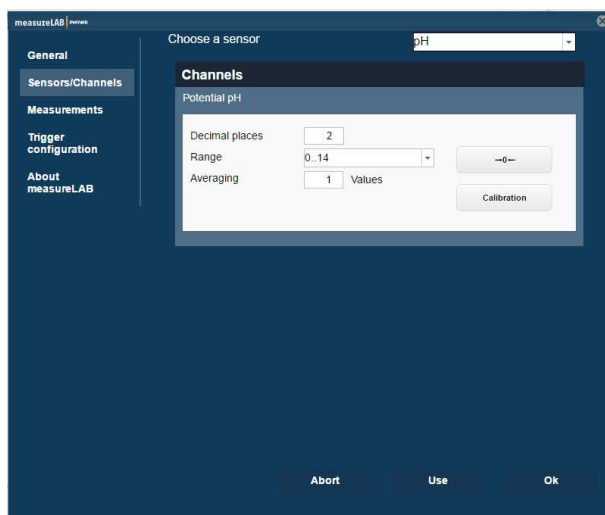 measureLAB PHYWE
Choose a sensor pH
General
Sensors/Channels
Measurements
Trigger
configuration
About
measureLAB
Channels
Potential pH
Decimal places 2
Range 0..14
Averaging 1 Values
→0←
Calibration
Abort Use Ok